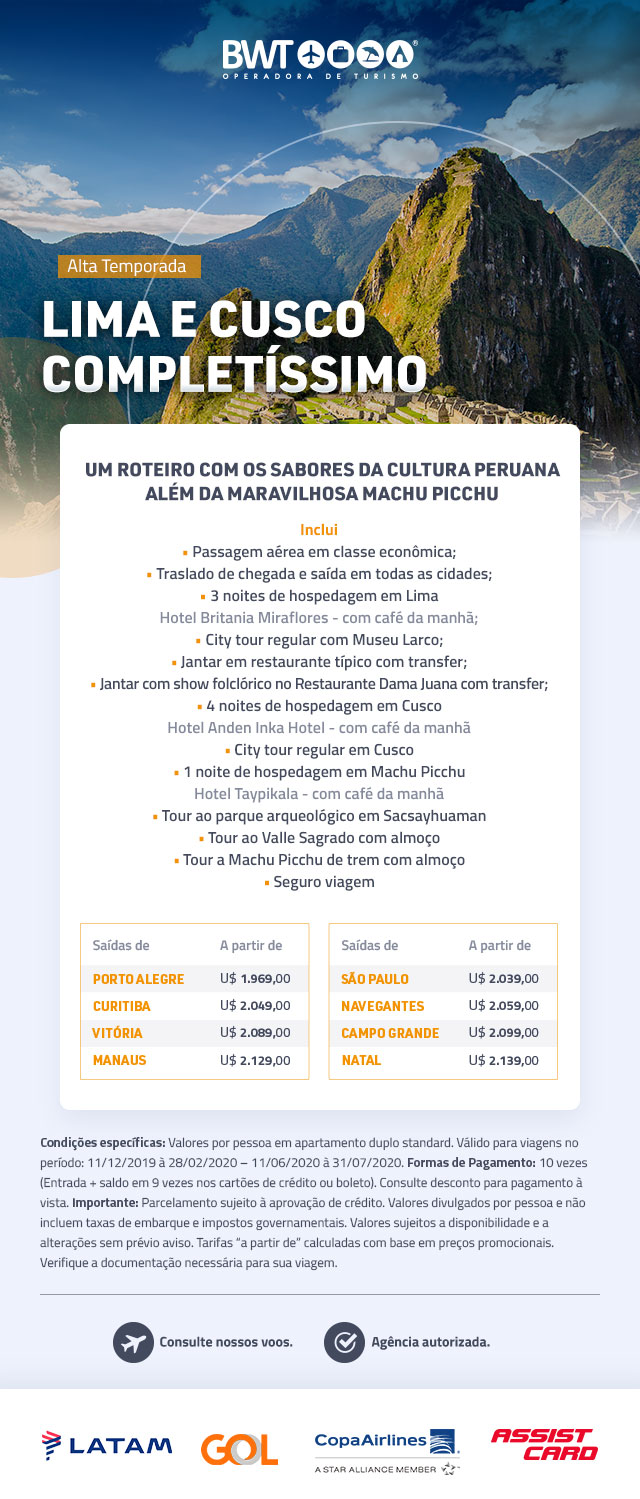 BWT
OPERADORA DE TURISMO
Alta Temporada
LIMA E CUSCO
COMPLETÍSSIMO
UM ROTEIRO COM OS SABORES DA CULTURA PERUANA
ALÉM DA MARAVILHOSA MACHU PICCHU
Inclui
▪ Passagem aérea em classe econômica;
▪ Traslado de chegada e saída em todas as cidades;
▪ 3 noites de hospedagem em Lima
Hotel Britania Miraflores - com café da manhã;
▪ City tour regular com Museu Larco;
▪ Jantar em restaurante típico com transfer;
▪ Jantar com show folclórico no Restaurante Dama Juana com transfer;
▪ 4 noites de hospedagem em Cusco
Hotel Anden Inka Hotel - com café da manhã
▪ City tour regular em Cusco
▪ 1 noite de hospedagem em Machu Picchu
Hotel Taypikala - com café da manhã
▪ Tour ao parque arqueológico em Sacsayhuaman
▪ Tour ao Valle Sagrado com almoço
▪ Tour a Machu Picchu de trem com almoço
▪ Seguro viagem
Saídas de A partir de
PORTO ALEGRE U$ 1.969,00
CURITIBA U$ 2.049,00
VITÓRIA U$ 2.089,00
MANAUS U$ 2.129,00
Saídas de A partir de
SÃO PAULO U$ 2.039,00
NAVEGANTES U$ 2.059,00
CAMPO GRANDE U$ 2.099,00
NATAL U$ 2.139,00
Condições específicas: Valores por pessoa em apartamento duplo standard. Válido para viagens no
período: 11/12/2019 à 28/02/2020 – 11/06/2020 à 31/07/2020. Formas de Pagamento: 10 vezes
(Entrada + saldo em 9 vezes nos cartões de crédito ou boleto). Consulte desconto para pagamento à
vista. Importante: Parcelamento sujeito à aprovação de crédito. Valores divulgados por pessoa e não
incluem taxas de embarque e impostos governamentais. Valores sujeitos a disponibilidade e a
alterações sem prévio aviso. Tarifas “a partir de” calculadas com base em preços promocionais.
Verifique a documentação necessária para sua viagem.
Consulte nossos voos.
Agência autorizada.
LATAM
GOL
CopaAirlines
A STAR ALLIANCE MEMBER
ASSIST
CARD